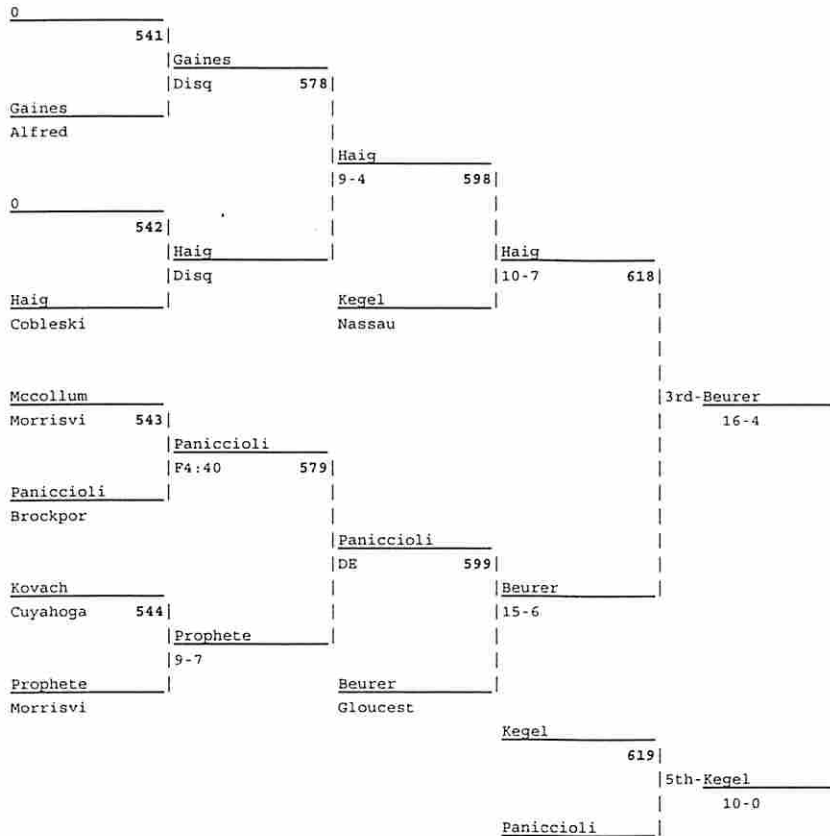 0
541
Gaines
Disq 578
Gaines
Alfred
Haig
9-4 598
0
542
Haig
Disq
Haig
10-7 618
Haig
Cobleski
Kegel
Nassau
Mccollum
Morrisvi 543
3rd-Beurer
16-4
Paniccioli
F4:40 579
Paniccioli
Brockpor
Paniccioli
DE 599
Kovach
Cuyahoga 544
Beurer
15-6
Prophete
9-7
Prophete
Morrisvi
Beurer
Gloucest
Kegel
619
5th-Kegel
10-0
Paniccioli